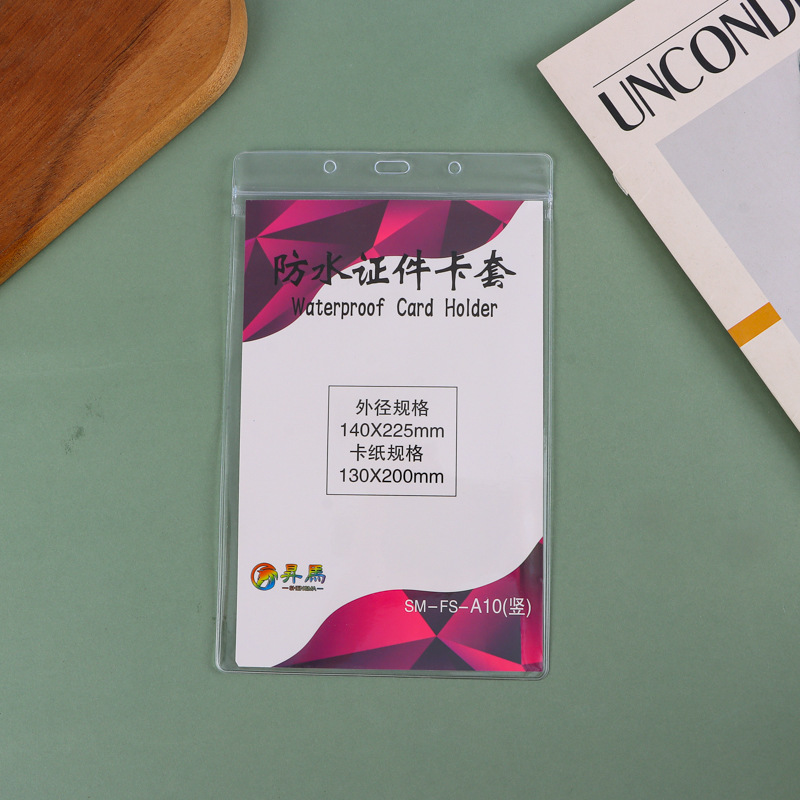 UNCOND
防水证件卡套
Waterproof Card Holder
外径规格
140X225mm
卡纸规格
130X200mm
昇馬
SM-FS-A10(竖)